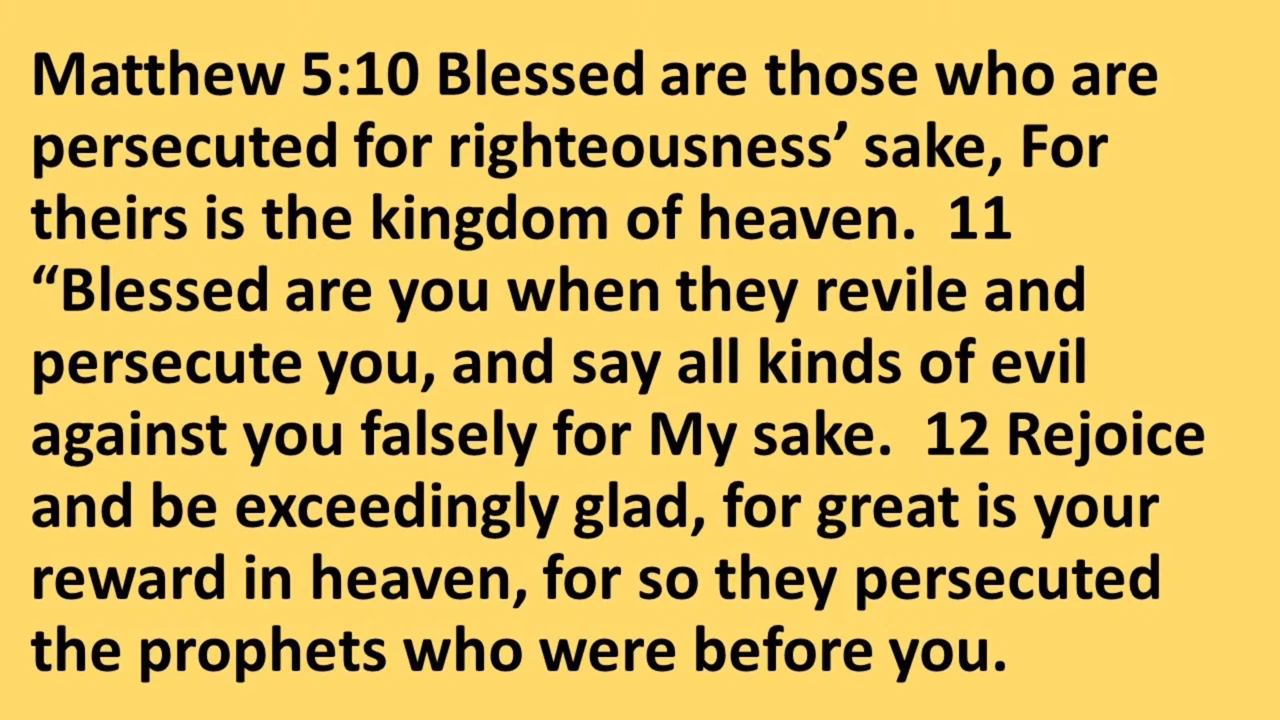 Matthew 5:10 Blessed are those who are
persecuted for righteousness’ sake, For
theirs is the kingdom of heaven.  11
“Blessed are you when they revile and
persecute you, and say all kinds of evil
against you falsely for My sake.  12 Rejoice
and be exceedingly glad, for great is your
reward in heaven, for so they persecuted
the prophets who were before you.